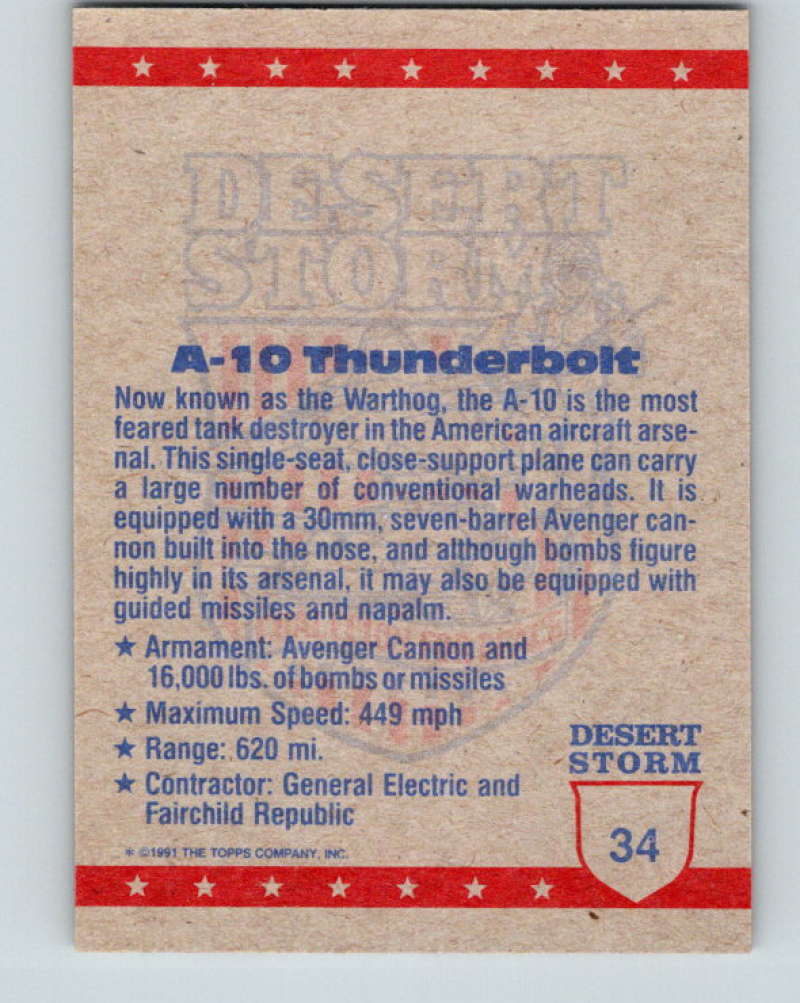 DESERT
STORM
A-10 Thunderbolt
Now known as the Warthog, the A-10 is the most
feared tank destroyer in the American aircraft arse-
nal. This single-seat, close-support plane can carry
a large number of conventional warheads. It is
equipped with a 30mm, seven-barrel Avenger can-
non built into the nose, and although bombs figure
highly in its arsenal, it may also be equipped with
guided missiles and napalm.
★ Armament: Avenger Cannon and
16,000 lbs. of bombs or missiles
★ Maximum Speed: 449 mph
★ Range: 620 mi.
★ Contractor: General Electric and
Fairchild Republic
* ©1991 THE TOPPS COMPANY, INC.
DESERT
STORM
34